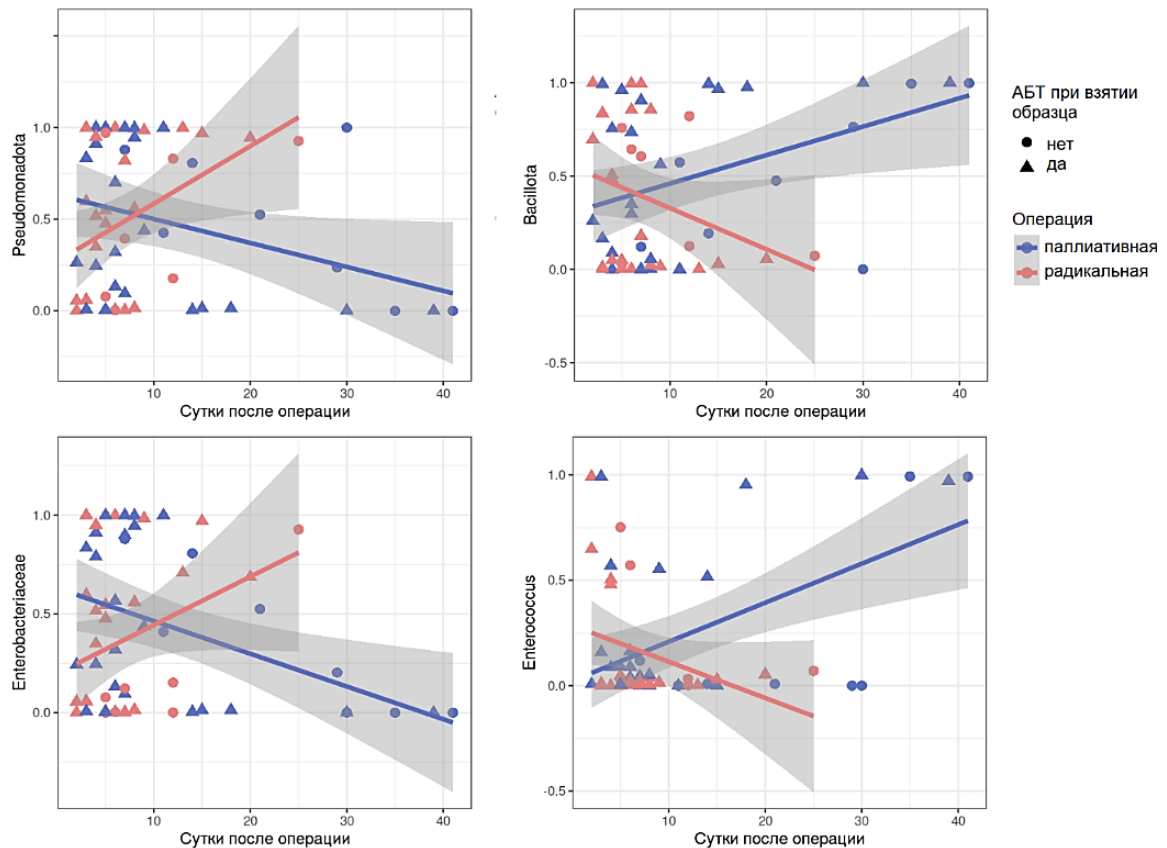 Pseudomonadota
1.0
0.5
0.0
10
20
30
40
Сутки после операции
Bacillota
1.0
0.5
0.0
-0.5
10
20
30
40
Сутки после операции
АБТ при взятии
образца
нет
да
Операция
паллиативная
радикальная
Enterobacteriaceae
1.0
0.5
0.0
10
20
30
40
Сутки после операции
Enterococcus
1.0
0.5
0.0
-0.5
10
20
30
40
Сутки после операции